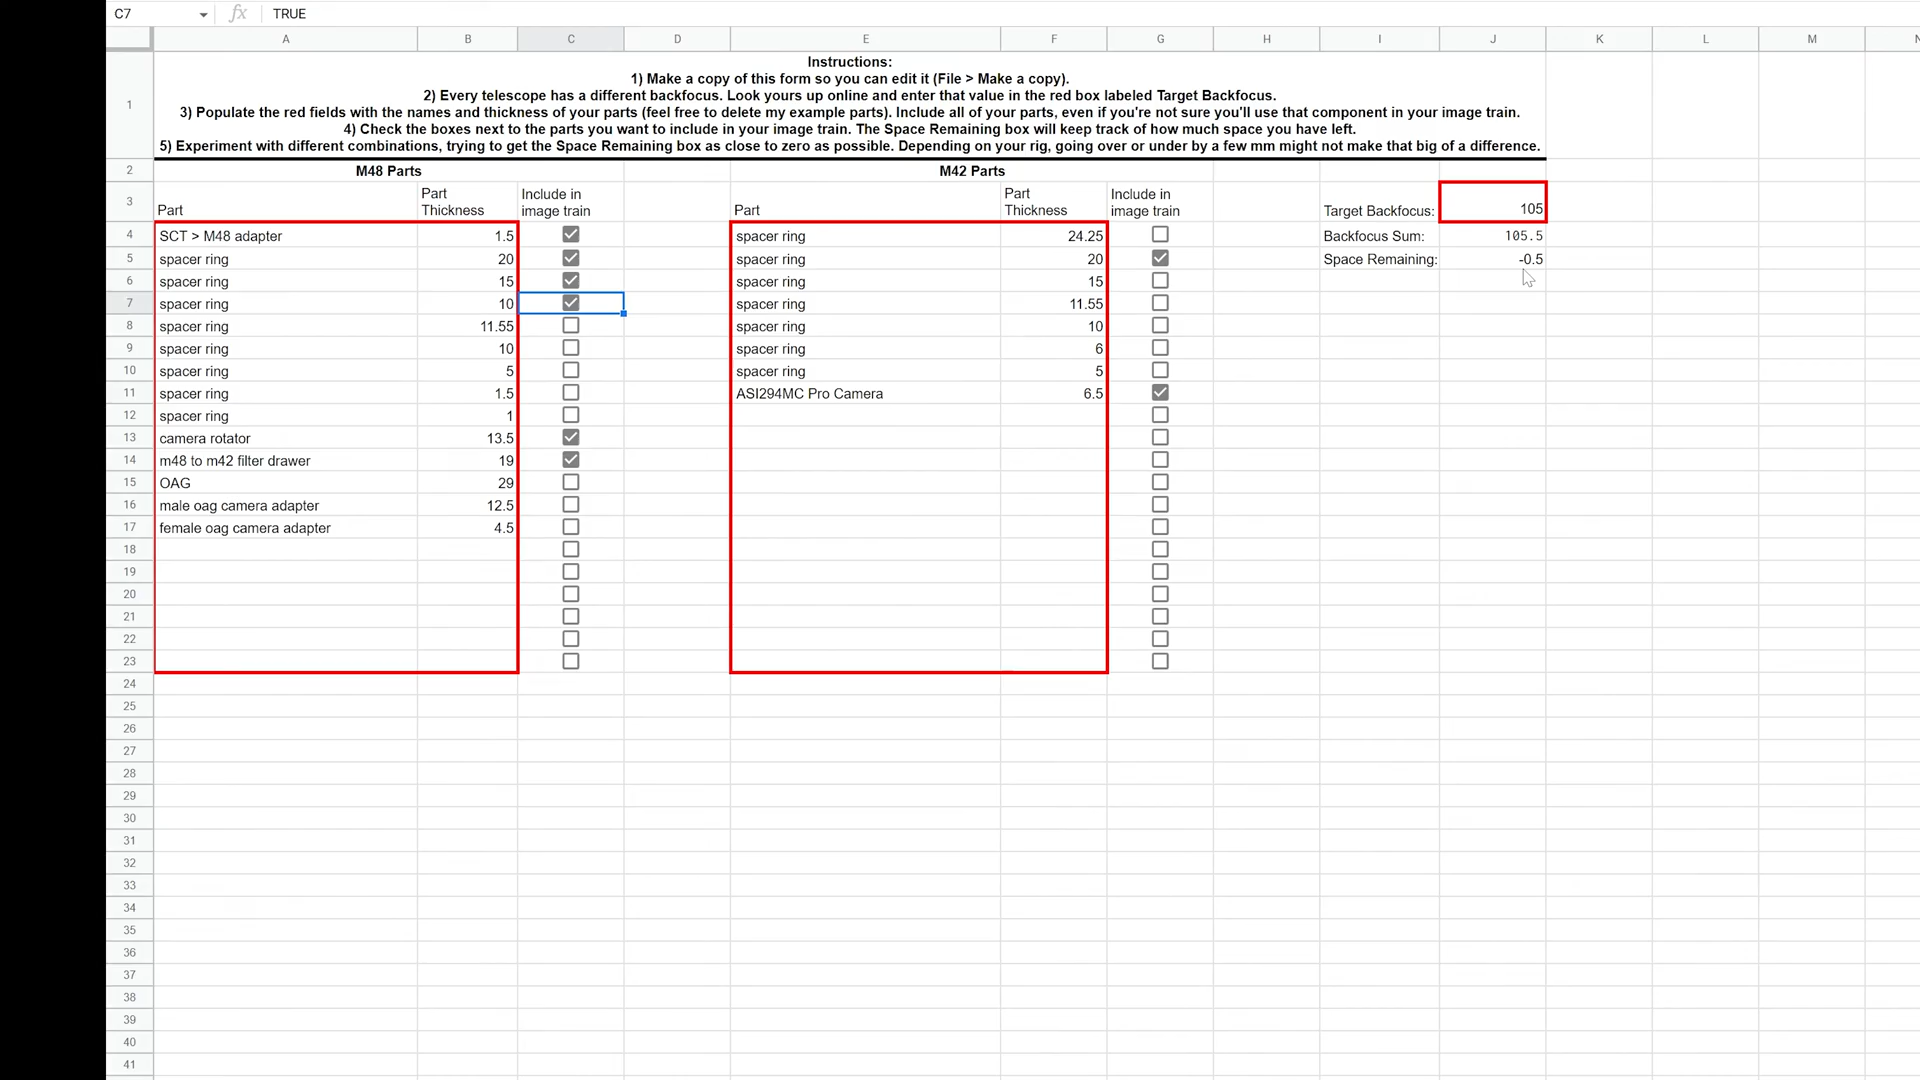 C7 fx TRUE
A B C D E F G H I J K L M N
Instructions:
1) Make a copy of this form so you can edit it (File > Make a copy).
2) Every telescope has a different backfocus. Look yours up online and enter that value in the red box labeled Target Backfocus.
3) Populate the red fields with the names and thickness of your parts (feel free to delete my example parts). Include all of your parts, even if you're not sure you'll use that component in your image train.
4) Check the boxes next to the parts you want to include in your image train. The Space Remaining box will keep track of how much space you have left.
5) Experiment with different combinations, trying to get the Space Remaining box as close to zero as possible. Depending on your rig, going over or under by a few mm might not make that big of a difference.
1
2 M48 Parts M42 Parts
Part Include in Part Include in
3 Part Thickness image train Part Thickness image train Target Backfocus: 105
4 SCT > M48 adapter 1.5 spacer ring 24.25 Backfocus Sum: 105.5
5 spacer ring 20 spacer ring 20 Space Remaining: -0.5
6 spacer ring 15 spacer ring 15
7 spacer ring 10 spacer ring 11.55
8 spacer ring 11.55 spacer ring 10
9 spacer ring 10 spacer ring 6
10 spacer ring 5 spacer ring 5
11 spacer ring 1.5 ASI294MC Pro Camera 6.5
12 spacer ring 1
13 camera rotator 13.5
14 m48 to m42 filter drawer 19
15 OAG 29
16 male oag camera adapter 12.5
17 female oag camera adapter 4.5
18
19
20
21
22
23
24
25
26
27
28
29
30
31
32
33
34
35
36
37
38
39
40
41